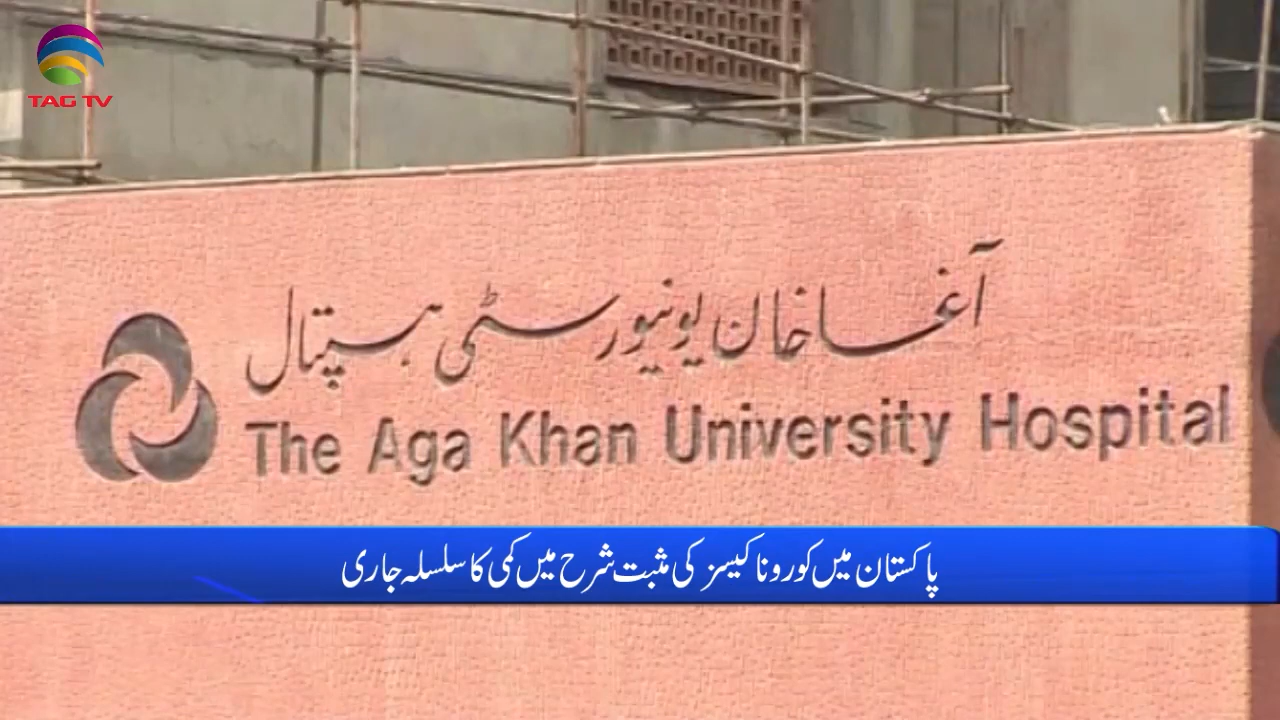 TAG TV
آغا خان یونیورسٹی ہسپتال
The Aga Khan University Hospital
پاکستان میں کورونا کیسز کی مثبت شرح میں کمی کا سلسلہ جاری